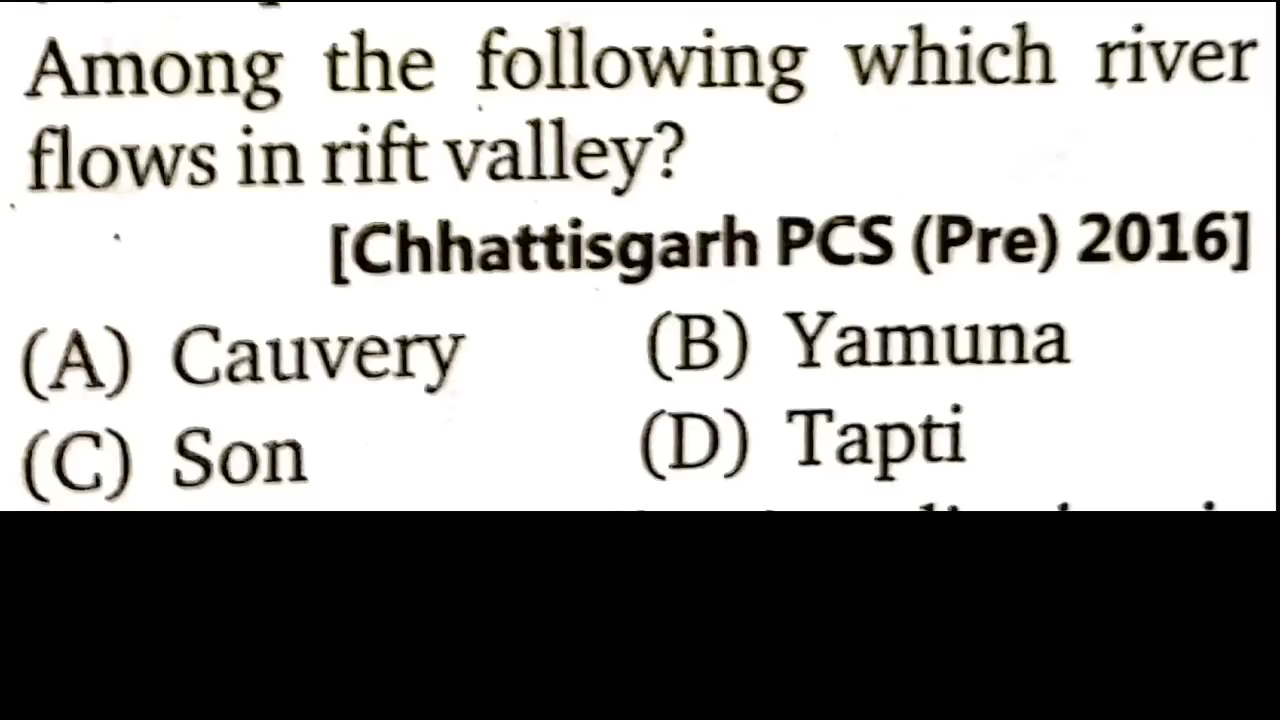 Among the following which river
flows in rift valley?
[Chhattisgarh PCS (Pre) 2016]
(A) Cauvery (B) Yamuna
(C) Son (D) Tapti